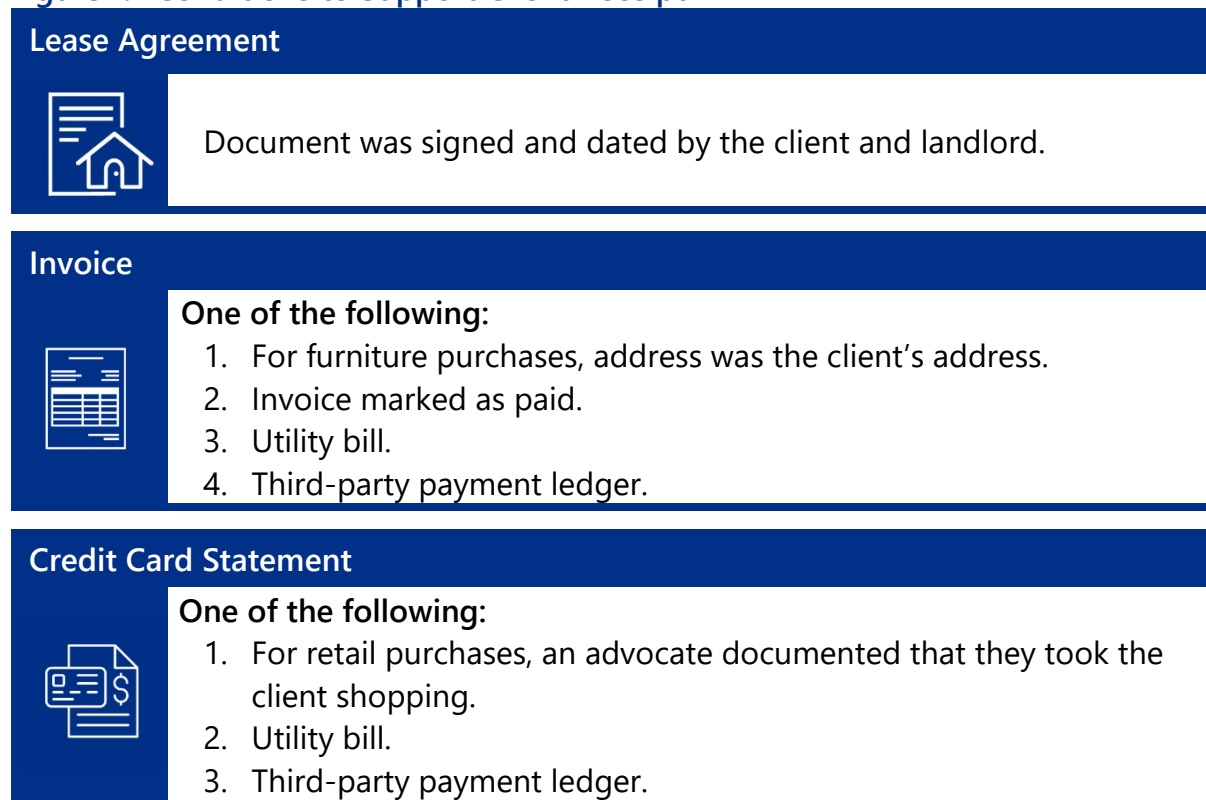 Lease Agreement
Document was signed and dated by the client and landlord.
Invoice
One of the following:
1. For furniture purchases, address was the client’s address.
2. Invoice marked as paid.
3. Utility bill.
4. Third-party payment ledger.
Credit Card Statement
One of the following:
1. For retail purchases, an advocate documented that they took the
client shopping.
2. Utility bill.
3. Third-party payment ledger.